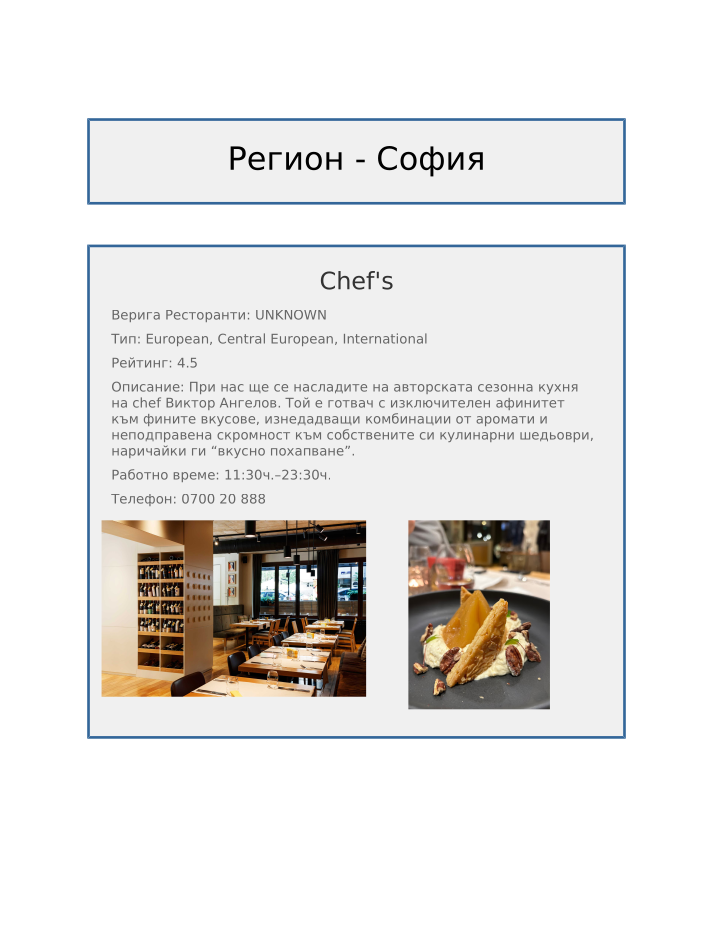 Регион - София
Chef's
Верига Ресторанти: UNKNOWN
Тип: European, Central European, International
Рейтинг: 4.5
Описание: При нас ще се насладите на авторската сезонна кухня
на chef Виктор Ангелов. Той е готвач с изключителен афинитет
към фините вкусове, изнедадващи комбинации от аромати и
неподправена скромност към собствените си кулинарни шедьоври,
наричайки ги “вкусно похапване”.
Работно време: 11:30ч.–23:30ч.
Телефон: 0700 20 888